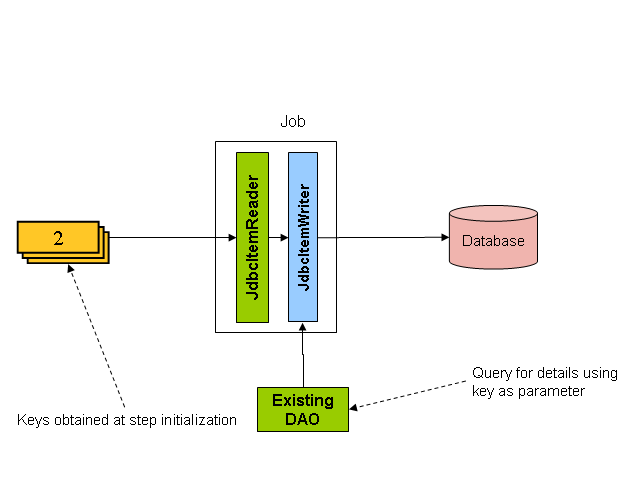 Job
JdbcItemReader
JdbcItemWriter
2
Database
Existing
DAO
Query for details using
key as parameter
Keys obtained at step initialization